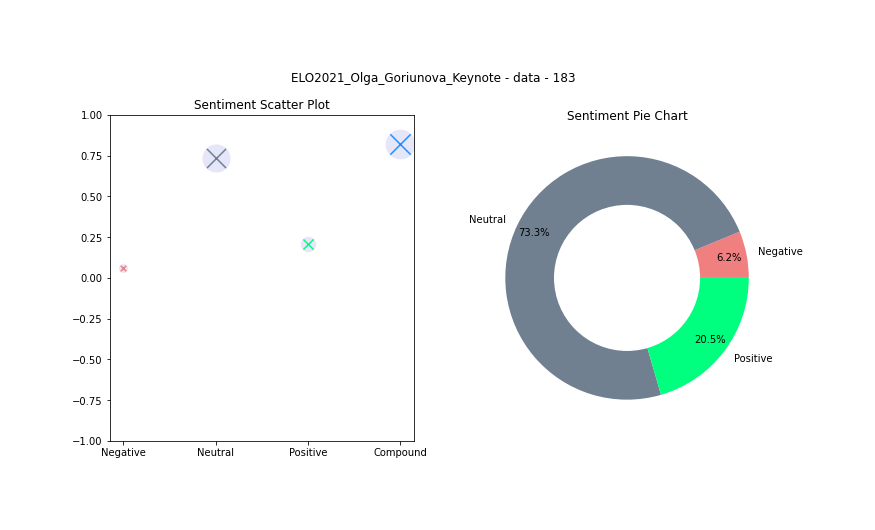 ELO2021_Olga_Goriunova_Keynote - data - 183
Sentiment Scatter Plot
1.00
0.75
0.50
0.25
0.00
−0.25
−0.50
−0.75
−1.00
Negative Neutral Positive Compound
Sentiment Pie Chart
Neutral
73.3%
Negative
6.2%
20.5%
Positive